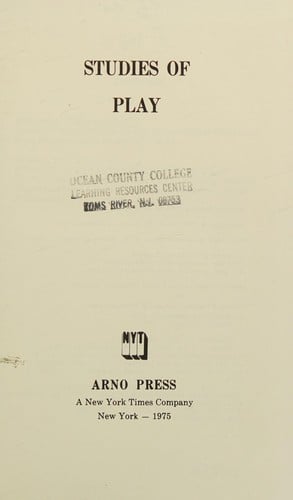 STUDIES OF
PLAY
OCEAN COUNTY COLLEGE
LEARNING RESOURCES CENTER
TOMS RIVER, N.J. 08753
NYT
ARNO PRESS
A New York Times Company
New York — 1975